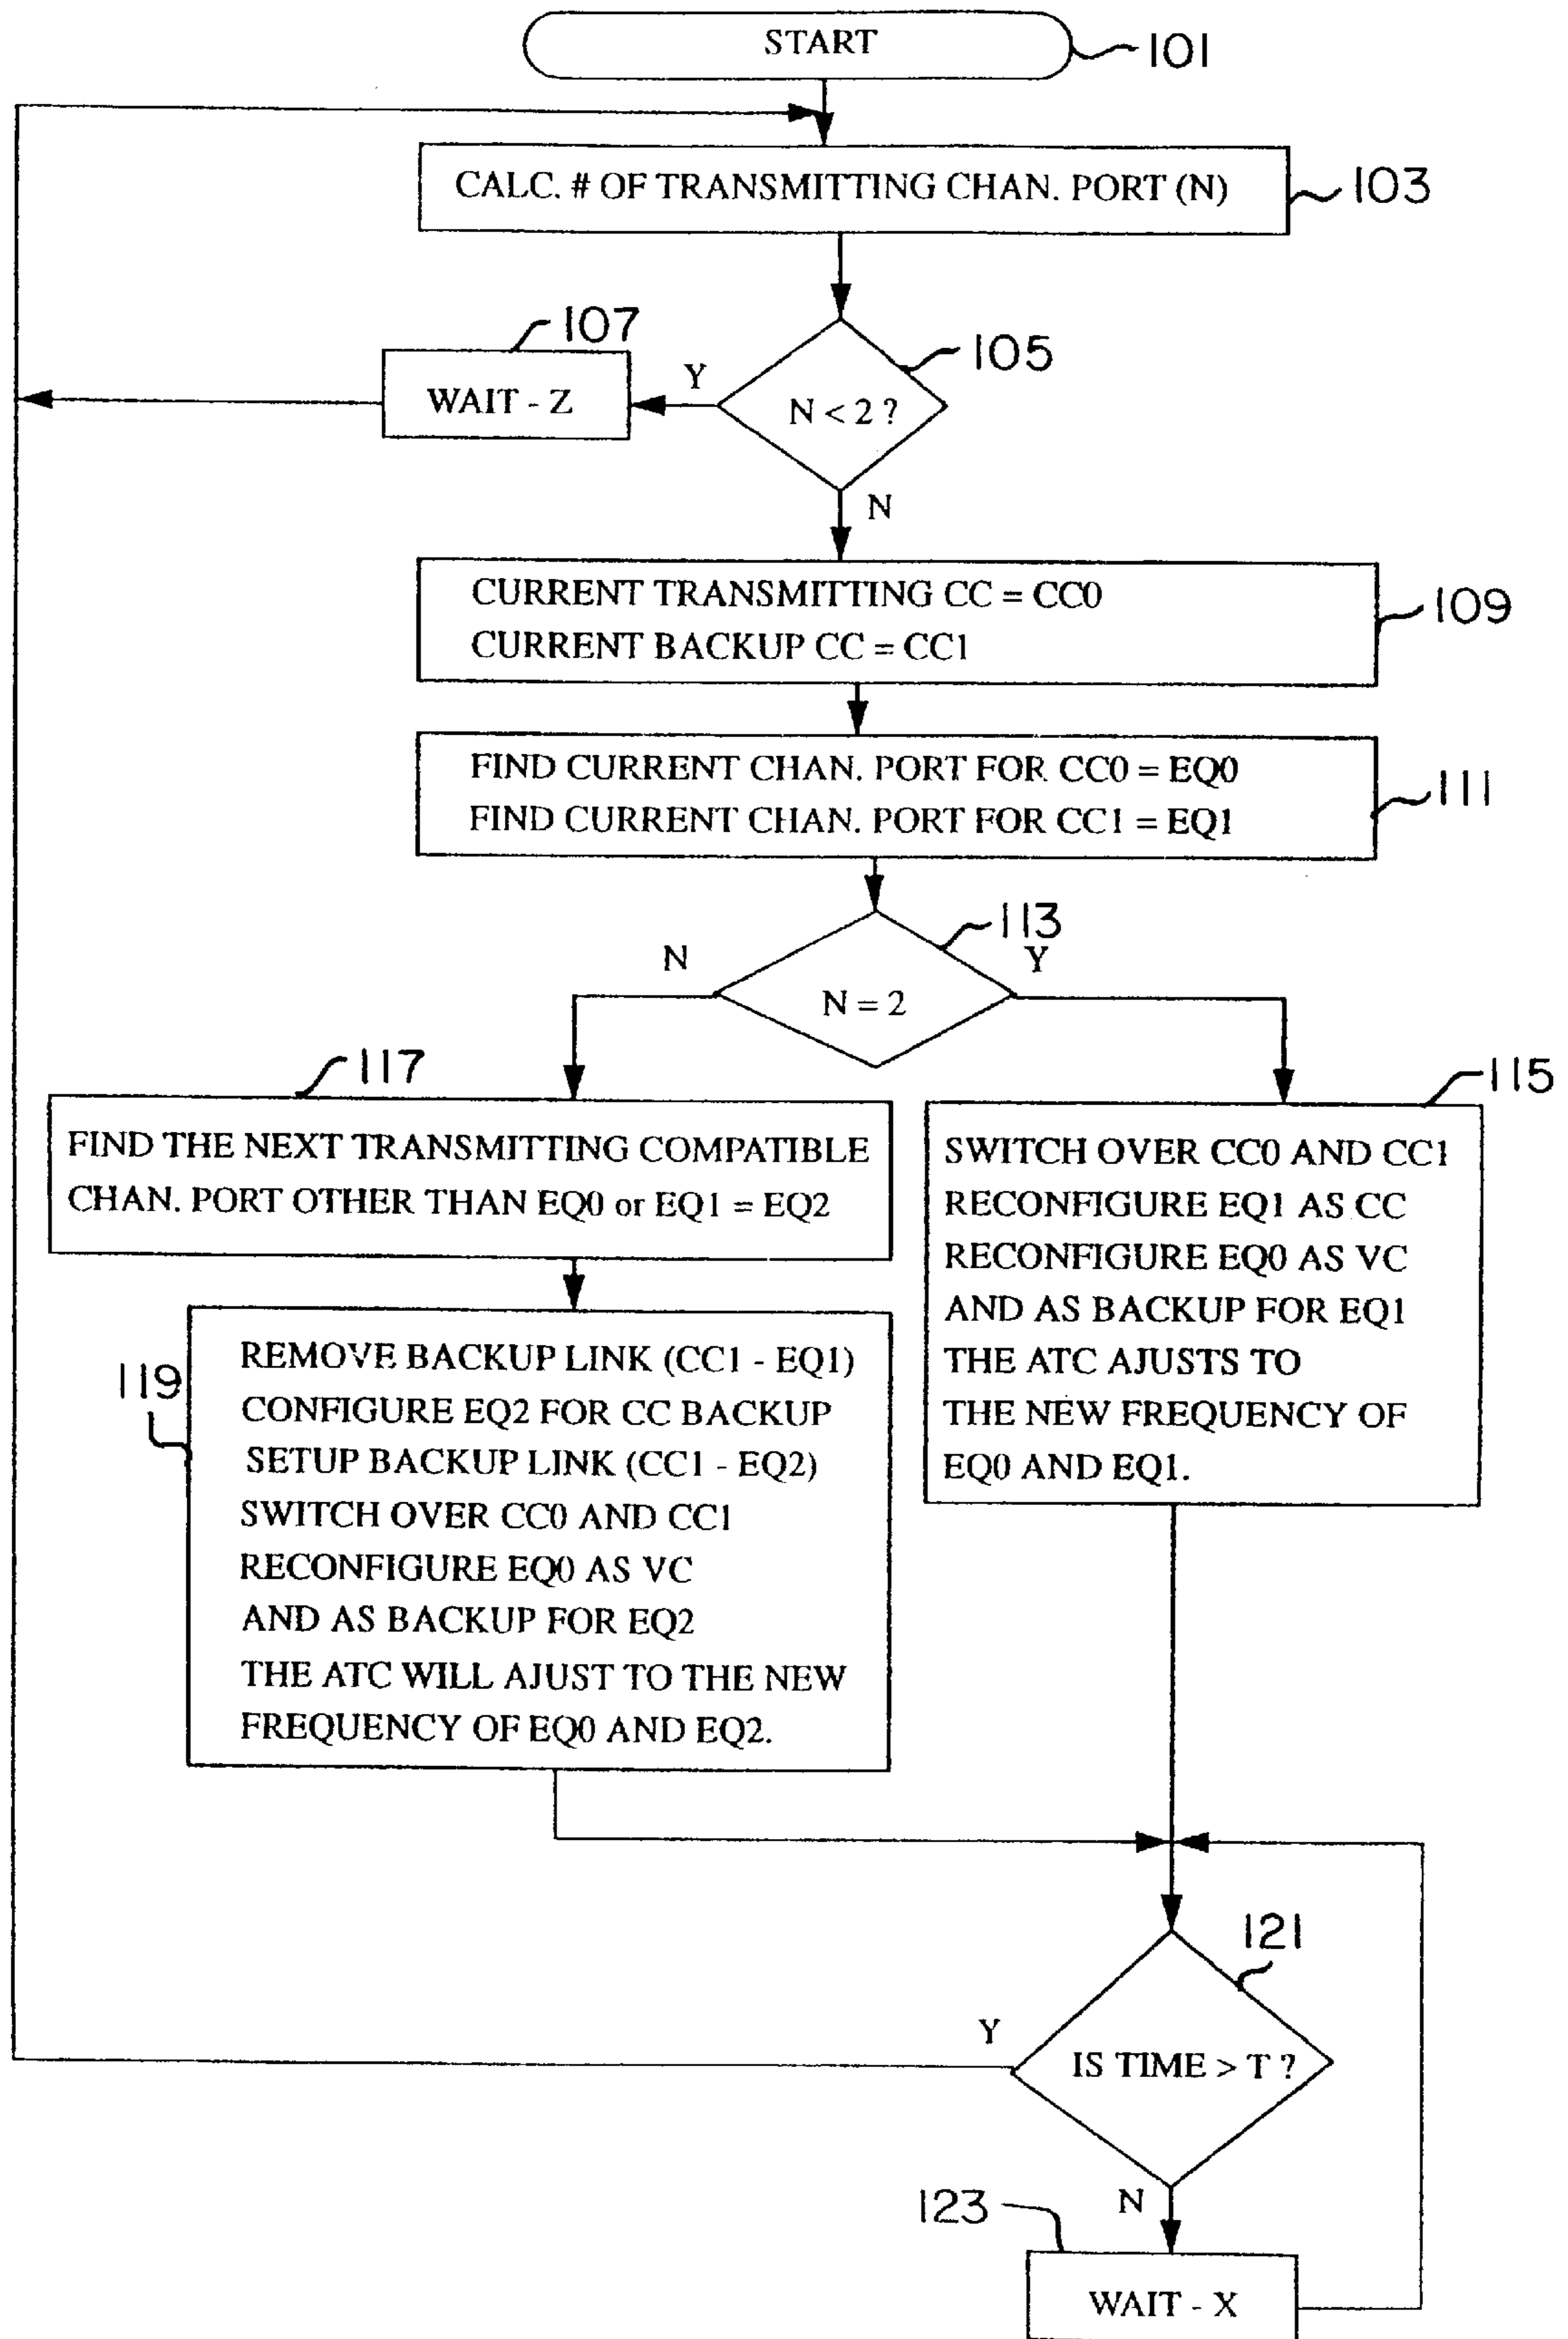 START
101
CALC. # OF TRANSMITTING CHAN. PORT (N)
103
107
WAIT - Z
Y
N < 2 ?
105
N
CURRENT TRANSMITTING CC = CC0
CURRENT BACKUP CC = CC1
109
FIND CURRENT CHAN. PORT FOR CC0 = EQ0
FIND CURRENT CHAN. PORT FOR CC1 = EQ1
111
113
N
Y
N = 2
117
FIND THE NEXT TRANSMITTING COMPATIBLE
CHAN. PORT OTHER THAN EQ0 or EQ1 = EQ2
115
SWITCH OVER CC0 AND CC1
RECONFIGURE EQ1 AS CC
RECONFIGURE EQ0 AS VC
AND AS BACKUP FOR EQ1
THE ATC AJUSTS TO
THE NEW FREQUENCY OF
EQ0 AND EQ1.
119
REMOVE BACKUP LINK (CC1 - EQ1)
CONFIGURE EQ2 FOR CC BACKUP
SETUP BACKUP LINK (CC1 - EQ2)
SWITCH OVER CC0 AND CC1
RECONFIGURE EQ0 AS VC
AND AS BACKUP FOR EQ2
THE ATC WILL AJUST TO THE NEW
FREQUENCY OF EQ0 AND EQ2.
121
Y
IS TIME > T ?
N
123
WAIT - X